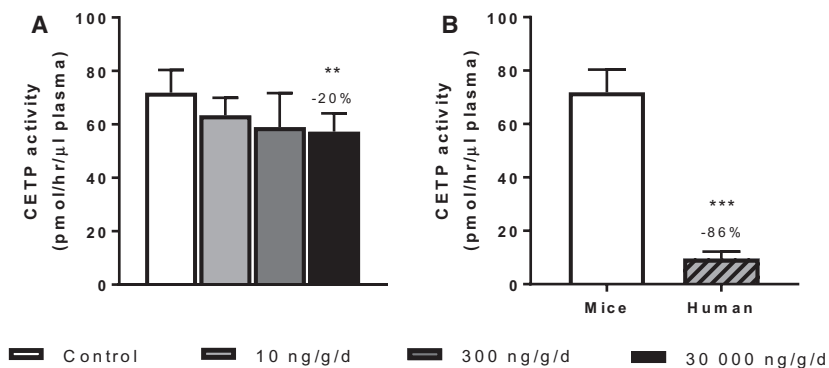 A
CETP activity
(pmol/hr/μl plasma)
100
80
60
40
20
0
**
-20%
B
CETP activity
(pmol/hr/μl plasma)
100
80
60
40
20
0
***
-86%
Mice Human
Control 10 ng/g/d 300 ng/g/d 30 000 ng/g/d